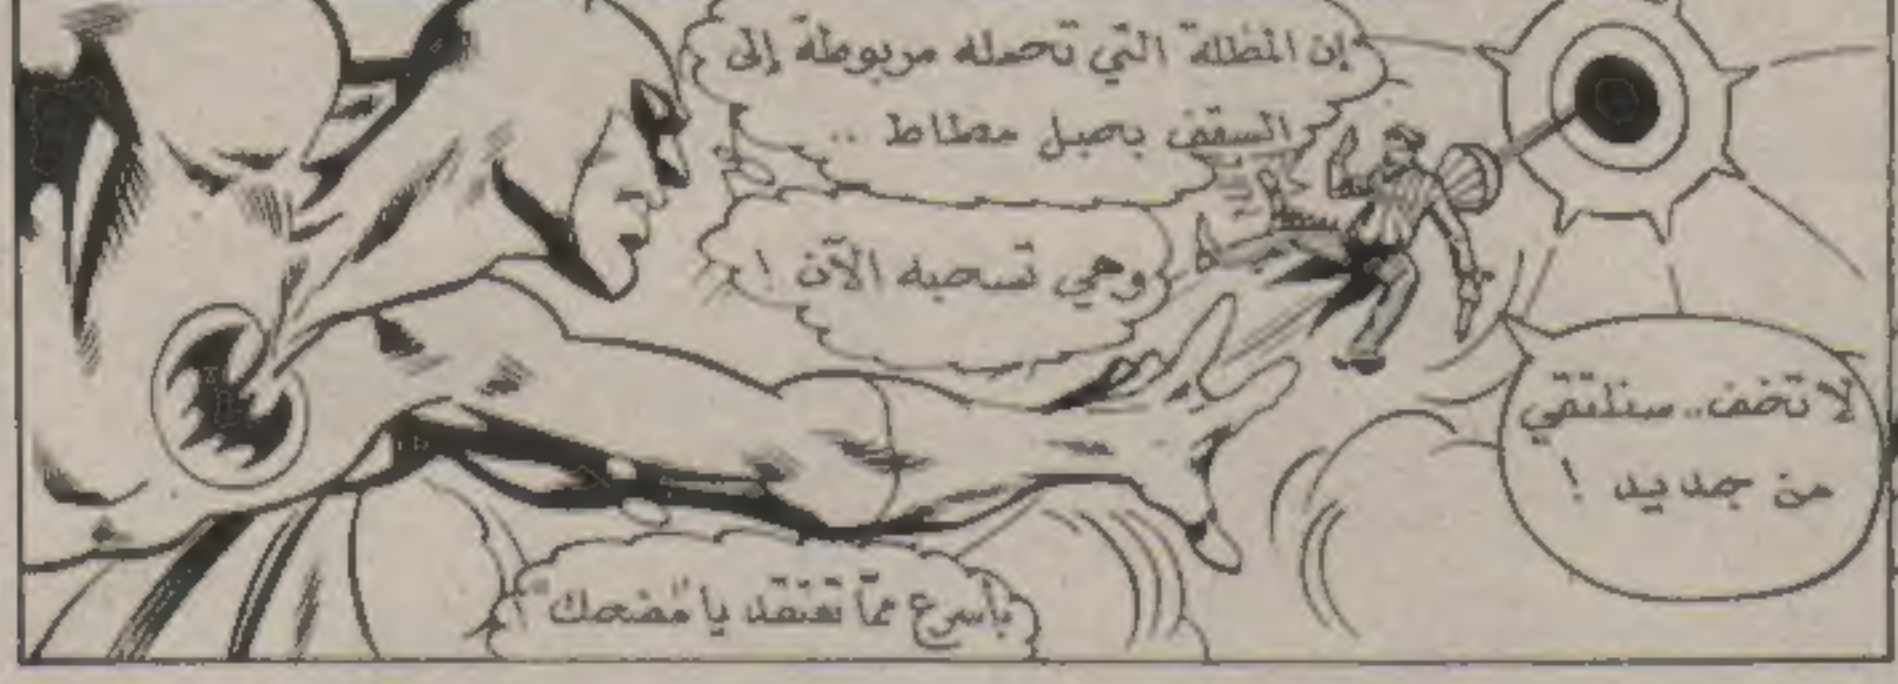 إن المظلة التي تحمله مربوطة إلى
السقف بحبل مطاط ..
وهي تسحبه الآن !
لا تخف.. سنلتقي
من جديد !
بأسرع مما تعتقد يا "مضحك" !